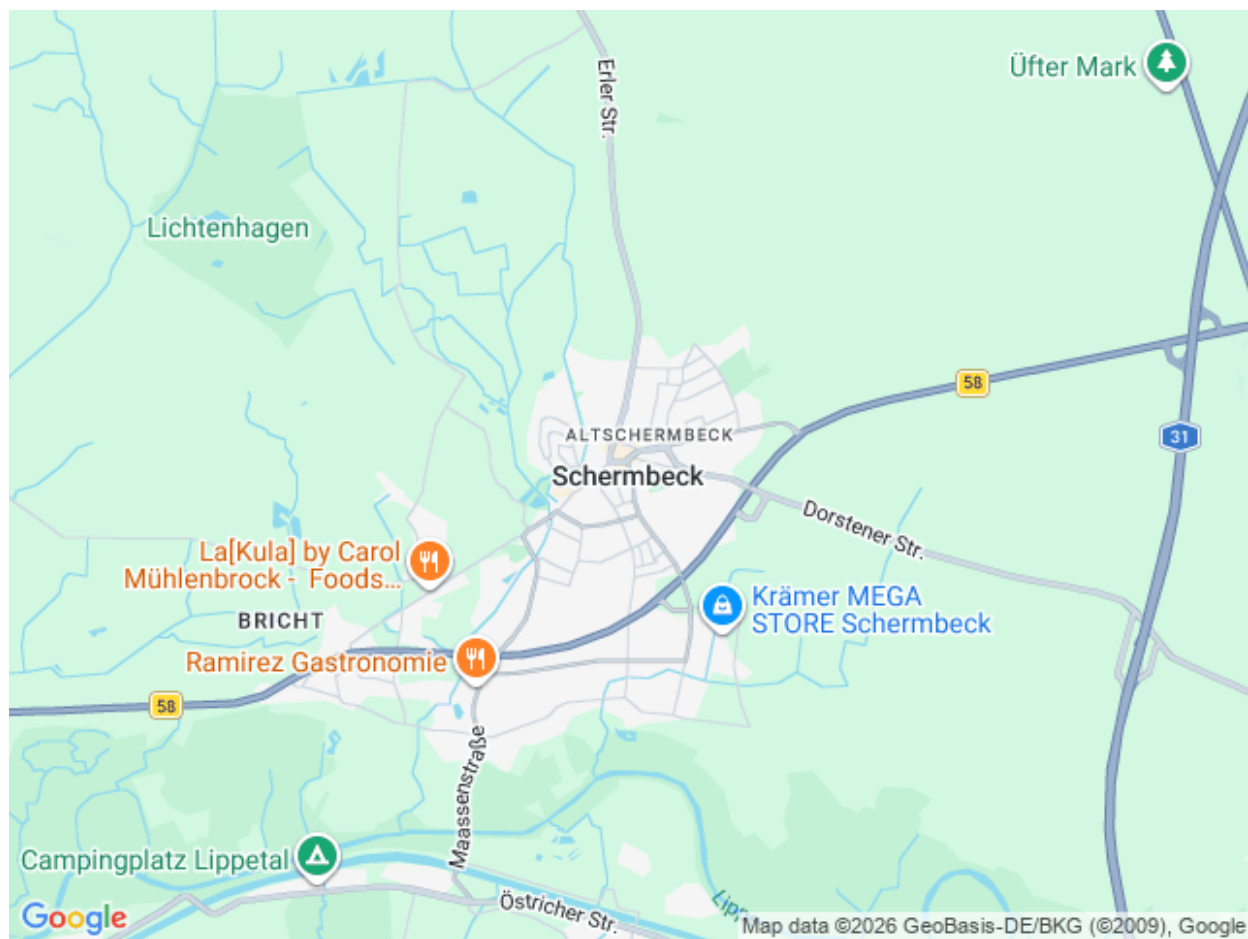 Üfter Mark
Erler Str.
Lichtenhagen
58
31
ALTSCHERMBECK
Schermbeck
Dorstener Str.
La[Kula] by Carol
Mühlenbrock - Foods...
Krämer MEGA
STORE Schermbeck
BRICHT
Ramirez Gastronomie
58
Maassenstraße
Campingplatz Lippetal
Östricher Str.
Google
Map data ©2026 GeoBasis-DE/BKG (©2009), Google